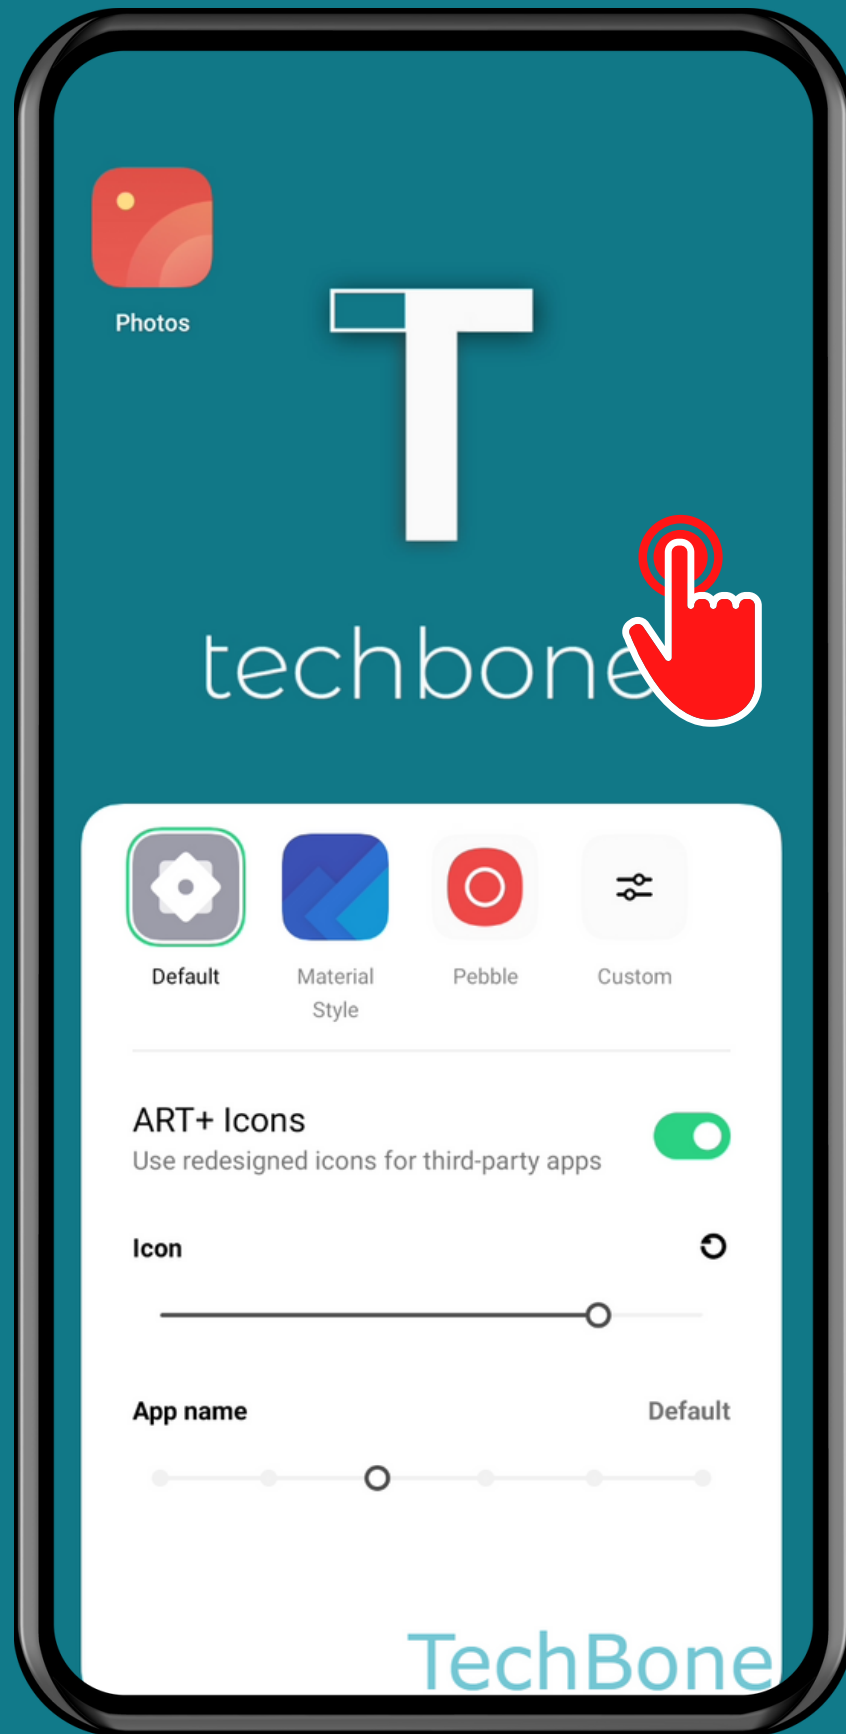 Photos
T
techbone
Default
Material
Style
Pebble
Custom
ART+ Icons
Use redesigned icons for third-party apps
Icon
App name
Default
TechBone